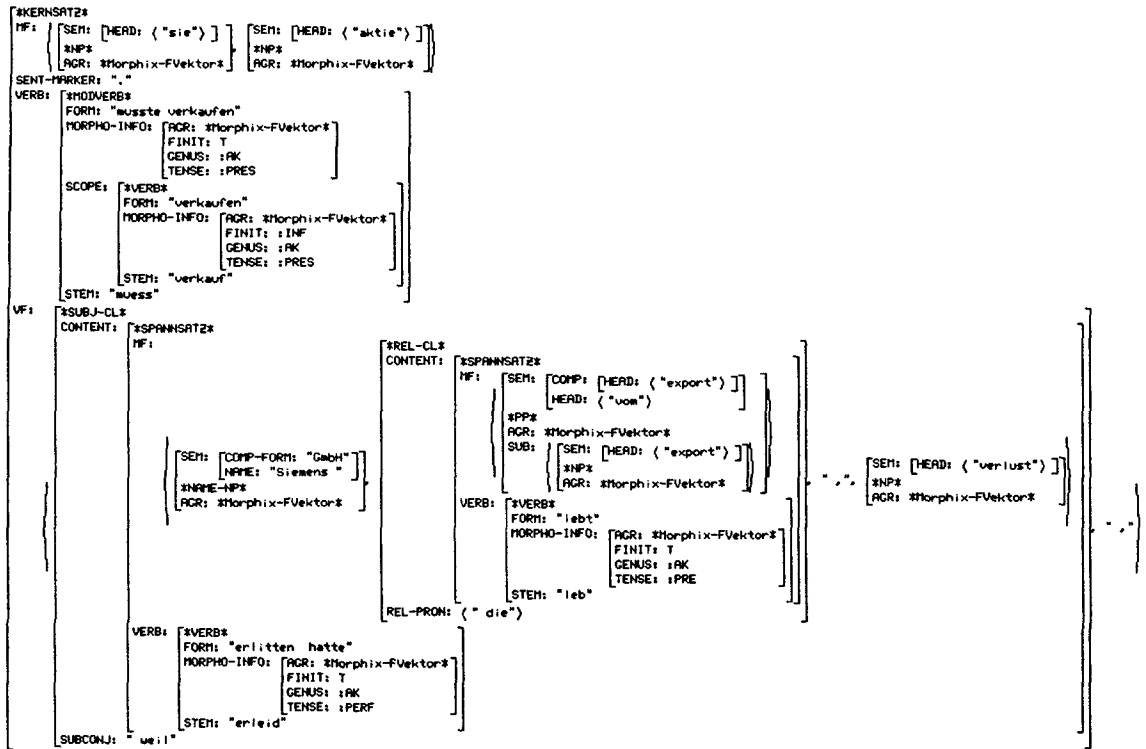 *KERNSATZ*
MF: ⟨ SEM: [HEAD: ⟨ "sie"⟩ ] , SEM: [HEAD: ⟨ "aktie"⟩ ] ⟩
*NP* *NP*
AGR: *Morphix-FVektor* AGR: *Morphix-FVektor*
SENT-MARKER: "."
VERB: *MODVERB*
FORM: "musste verkaufen"
MORPHO-INFO: AGR: *Morphix-FVektor*
FINIT: T
GENUS: :AK
TENSE: :PRES
SCOPE: *VERB*
FORM: "verkaufen"
MORPHO-INFO: AGR: *Morphix-FVektor*
FINIT: :INF
GENUS: :AK
TENSE: :PRES
STEM: "verkauf"
STEM: "muess"
VF: *SUBJ-CL*
CONTENT: *SPANNSATZ*
MF:
*REL-CL*
CONTENT: *SPANNSATZ*
MF: SEM: COMP: [HEAD: ⟨ "export"⟩ ]
HEAD: ⟨ "vom"⟩
*PP*
AGR: *Morphix-FVektor*
SUB: SEM: [HEAD: ⟨ "export"⟩ ]
*NP*
AGR: *Morphix-FVektor*
SEM: COMP-FORM: "GmbH"
NAME: "Siemens "
*NAME-NP*
AGR: *Morphix-FVektor*
, ",", SEM: [HEAD: ⟨ "verlust"⟩ ]
*NP*
AGR: *Morphix-FVektor*
, ","
VERB: *VERB*
FORM: "lebt"
MORPHO-INFO: AGR: *Morphix-FVektor*
FINIT: T
GENUS: :AK
TENSE: :PRE
STEM: "leb"
REL-PRON: ⟨ " die"⟩
VERB: *VERB*
FORM: "erlitten hatte"
MORPHO-INFO: AGR: *Morphix-FVektor*
FINIT: T
GENUS: :AK
TENSE: :PERF
STEM: "erleid"
SUBCONJ: " weil"